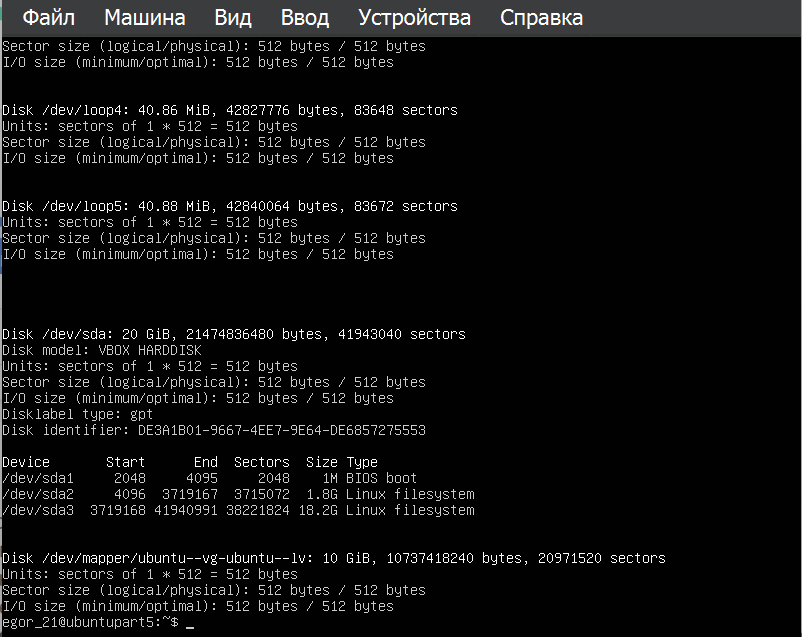 Файл Машина Вид Ввод Устройства Справка
Sector size (logical/physical): 512 bytes / 512 bytes
I/O size (minimum/optimal): 512 bytes / 512 bytes
Disk /dev/loop4: 40.86 MiB, 42827776 bytes, 83648 sectors
Units: sectors of 1 * 512 = 512 bytes
Sector size (logical/physical): 512 bytes / 512 bytes
I/O size (minimum/optimal): 512 bytes / 512 bytes
Disk /dev/loop5: 40.88 MiB, 42840064 bytes, 83672 sectors
Units: sectors of 1 * 512 = 512 bytes
Sector size (logical/physical): 512 bytes / 512 bytes
I/O size (minimum/optimal): 512 bytes / 512 bytes
Disk /dev/sda: 20 GiB, 21474836480 bytes, 41943040 sectors
Disk model: VBOX HARDDISK
Units: sectors of 1 * 512 = 512 bytes
Sector size (logical/physical): 512 bytes / 512 bytes
I/O size (minimum/optimal): 512 bytes / 512 bytes
Disklabel type: gpt
Disk identifier: DE3A1B01-9667-4EE7-9E64-DE6857275553
Device Start End Sectors Size Type
/dev/sda1 2048 4095 2048 1M BIOS boot
/dev/sda2 4096 3719167 3715072 1.8G Linux filesystem
/dev/sda3 3719168 41940991 38221824 18.2G Linux filesystem
Disk /dev/mapper/ubuntu--vg-ubuntu--lv: 10 GiB, 10737418240 bytes, 20971520 sectors
Units: sectors of 1 * 512 = 512 bytes
Sector size (logical/physical): 512 bytes / 512 bytes
I/O size (minimum/optimal): 512 bytes / 512 bytes
egor_21@ubuntupart5:~$ _